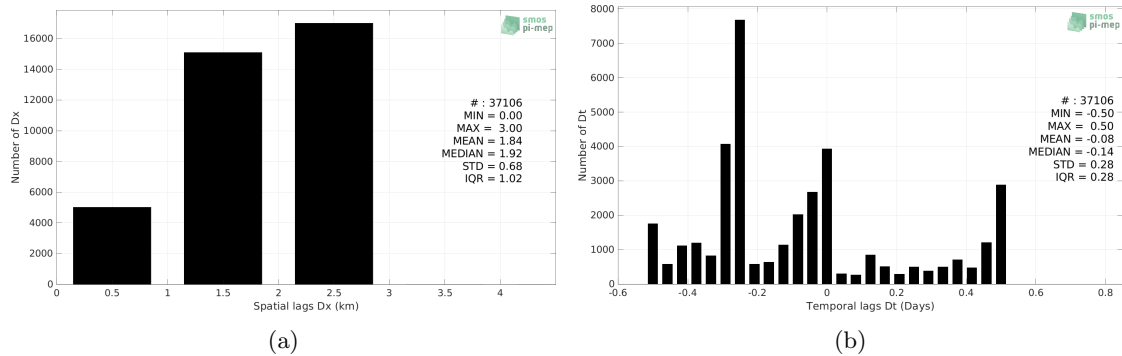 smos
pi-mep
16000
14000
12000
10000
8000
6000
4000
2000
0
Number of Dx
# : 37106
MIN = 0.00
MAX = 3.00
MEAN = 1.84
MEDIAN = 1.92
STD = 0.68
IQR = 1.02
0 0.5 1 1.5 2 2.5 3 3.5 4
Spatial lags Dx (km)
(a)
smos
pi-mep
8000
7000
6000
5000
4000
3000
2000
1000
0
Number of Dt
# : 37106
MIN = -0.50
MAX = 0.50
MEAN = -0.08
MEDIAN = -0.14
STD = 0.28
IQR = 0.28
-0.6 -0.4 -0.2 0 0.2 0.4 0.6 0.8
Temporal lags Dt (Days)
(b)